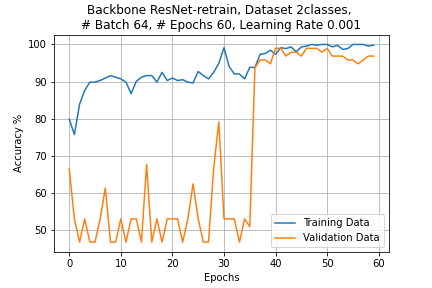 Backbone ResNet-retrain, Dataset 2classes,
# Batch 64, # Epochs 60, Learning Rate 0.001
100
90
80
70
60
50
Accuracy %
0 10 20 30 40 50 60
Epochs
Training Data
Validation Data